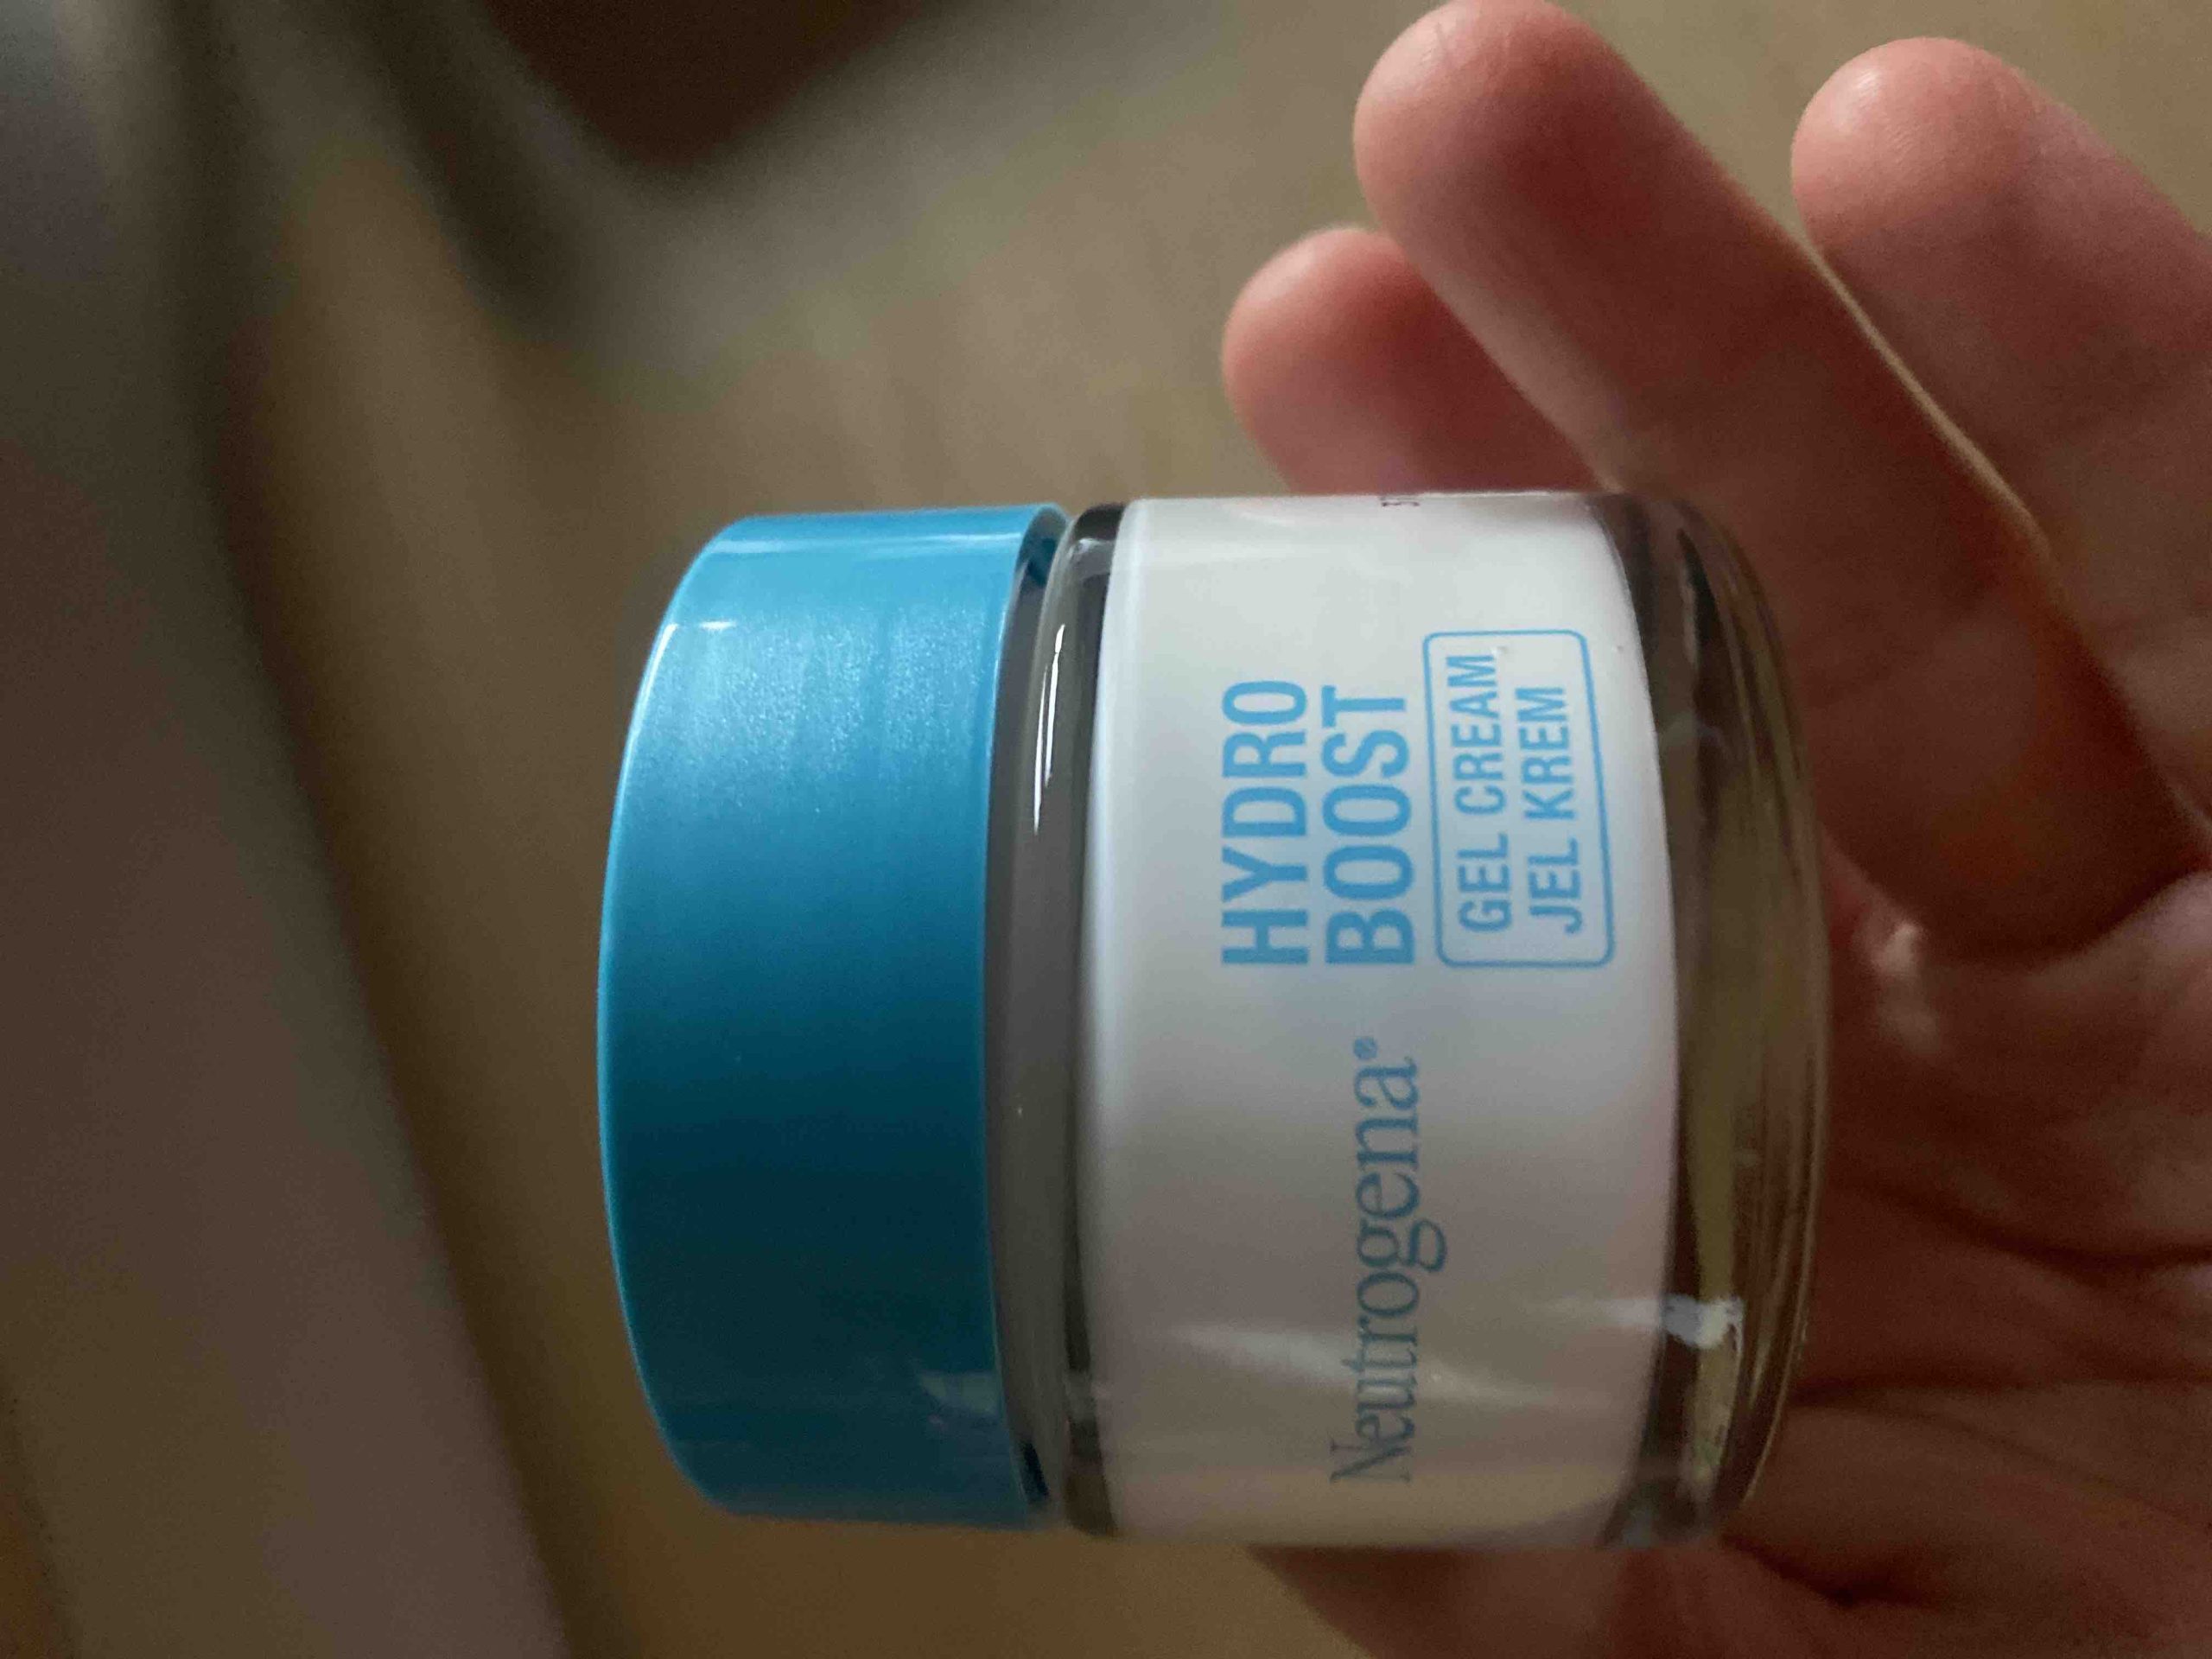 Neutrogena®
HYDRO
BOOST
GEL CREAM
JEL KREM